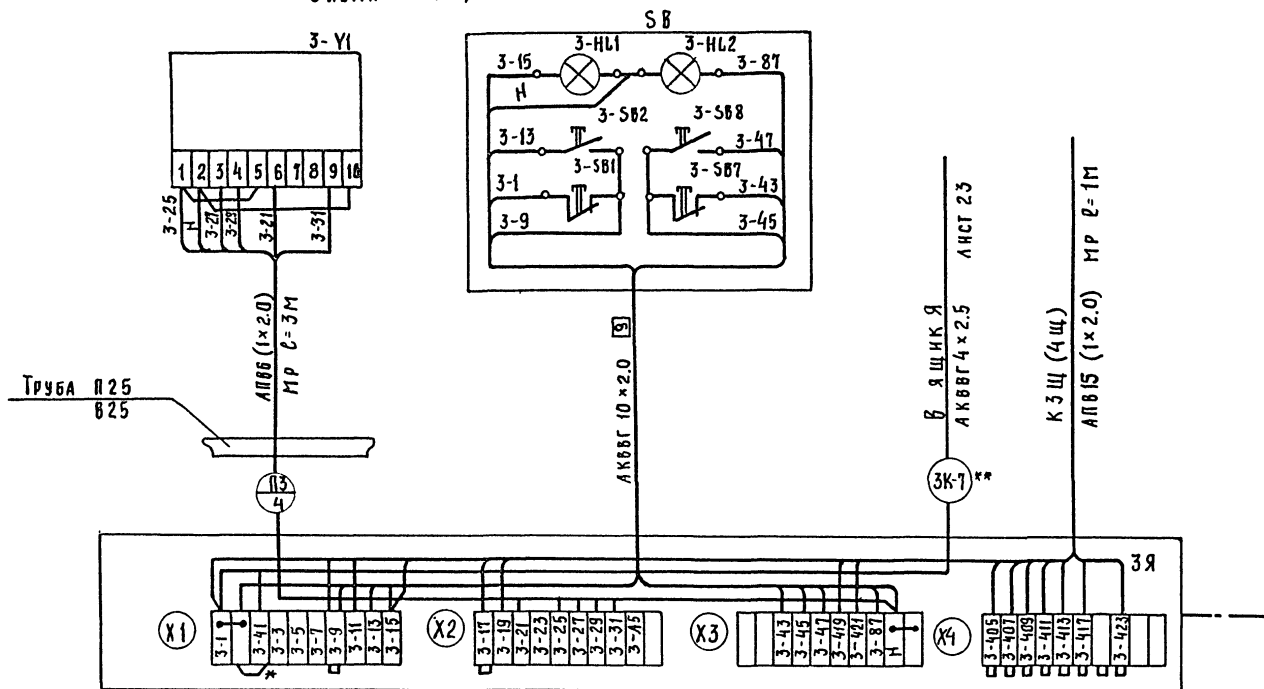 SB
3-Y1
3-HL1
3-HL2
3-15
3-87
Н
3-SB2
3-SB8
3-13
3-47
3-SB1
3-SB7
3-1
3-43
3-9
3-45
1 2 3 4 5 6 7 8 9 10
3-25
Н
3-27
3-29
3-21
3-31
АПВ6 (1×2.0)
МР ℓ=3М
АКВВГ 10×2.0 9
В ЯЩИК Я ЛИСТ 23
АКВВГ 4×2.5
К 3Щ (4Щ)
АПВ15 (1×2.0) МР ℓ=1М
ТРУБА П25
В25
П3
4
3К-7 **
3Я
X1
3-1 3-41 3-3 3-5 3-7 3-9 3-11 3-13 3-15
*
X2
3-17 3-19 3-21 3-23 3-25 3-27 3-29 3-31 3-А5
X3
3-43 3-45 3-47 3-419 3-421 3-87 Н
X4
3-405 3-407 3-409 3-411 3-413 3-417 3-423